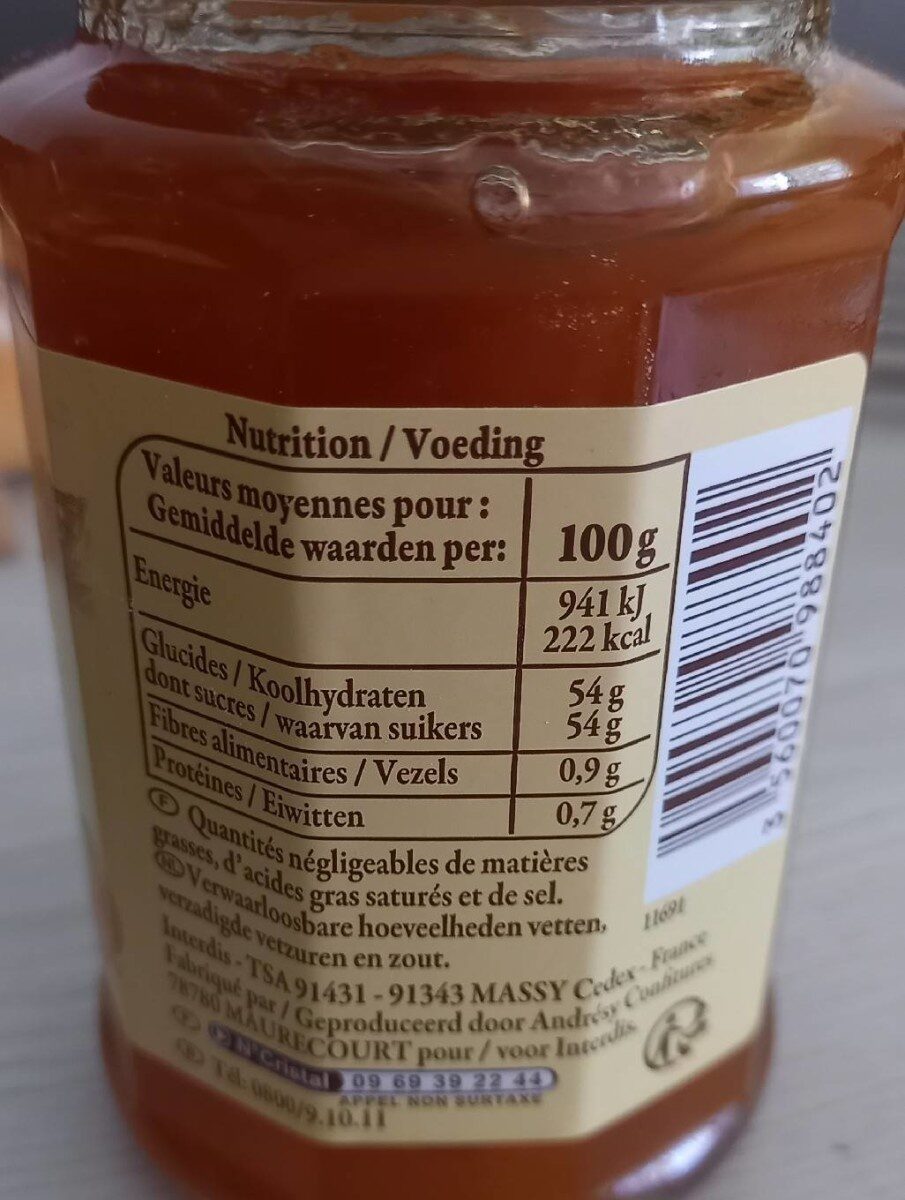 Nutrition / Voeding
Valeurs moyennes pour :
Gemiddelde waarden per:
100g
Energie
941 kJ
222 kcal
Glucides / Koolhydraten
54 g
dont sucres / waarvan suikers
54 g
Fibres alimentaires / Vezels
0,9 g
Protéines / Eiwitten
0,7 g
F Quantités négligeables de matières
grasses, d'acides gras saturés et de sel.
NL Verwaarloosbare hoeveelheden vetten,
verzadigde vetzuren en zout.
Interdis - TSA 91431 - 91343 MASSY Cedex - France
Fabriqué par / Geproduceerd door Andrésy Confitures
78780 MAURECOURT pour / voor Interdis.
F N°Cristal 09 69 39 22 44
APPEL NON SURTAXE
B Tél: 0800/9.10.11
11691
3 560070 988402